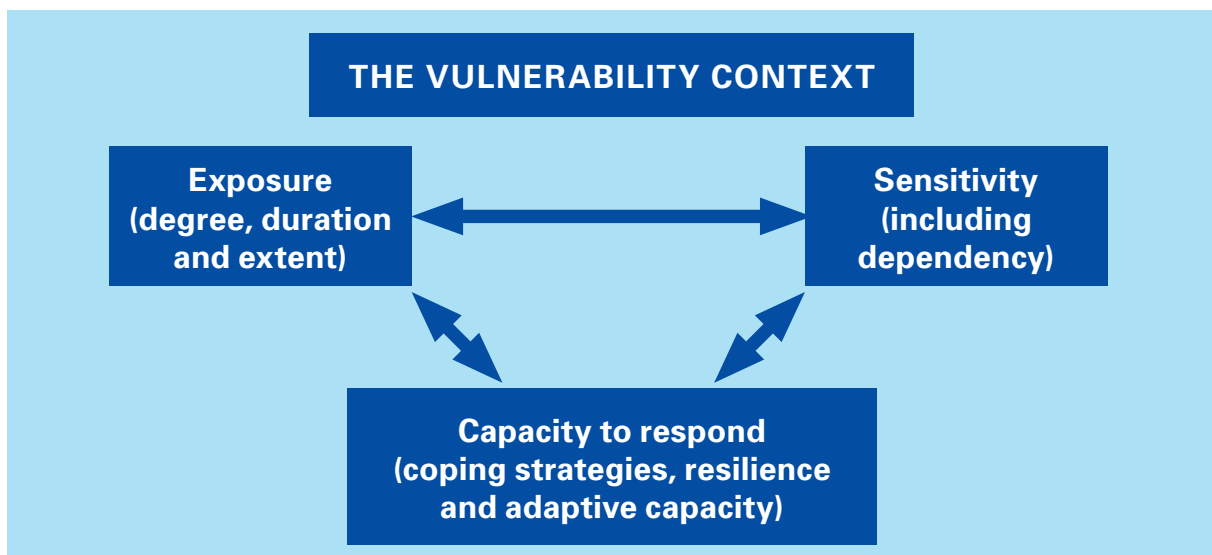 THE VULNERABILITY CONTEXT
Exposure
(degree, duration
and extent)
Sensitivity
(including
dependency)
Capacity to respond
(coping strategies, resilience
and adaptive capacity)